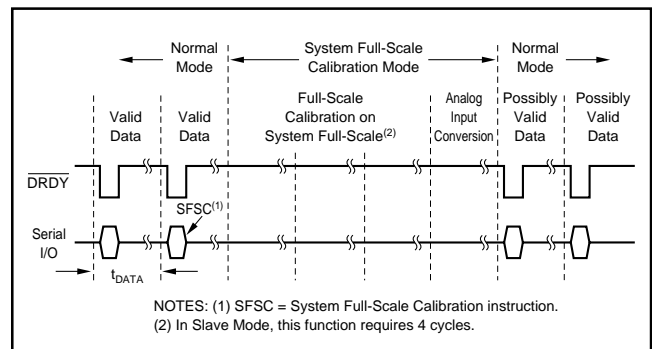 Normal
Mode
System Full-Scale
Calibration Mode
Normal
Mode
Valid
Data
Valid
Data
Full-Scale
Calibration on
System Full-Scale(2)
Analog
Input
Conversion
Possibly
Valid
Data
Possibly
Valid
Data
DRDY
SFSC(1)
Serial
I/O
tDATA
NOTES: (1) SFSC = System Full-Scale Calibration instruction.
(2) In Slave Mode, this function requires 4 cycles.